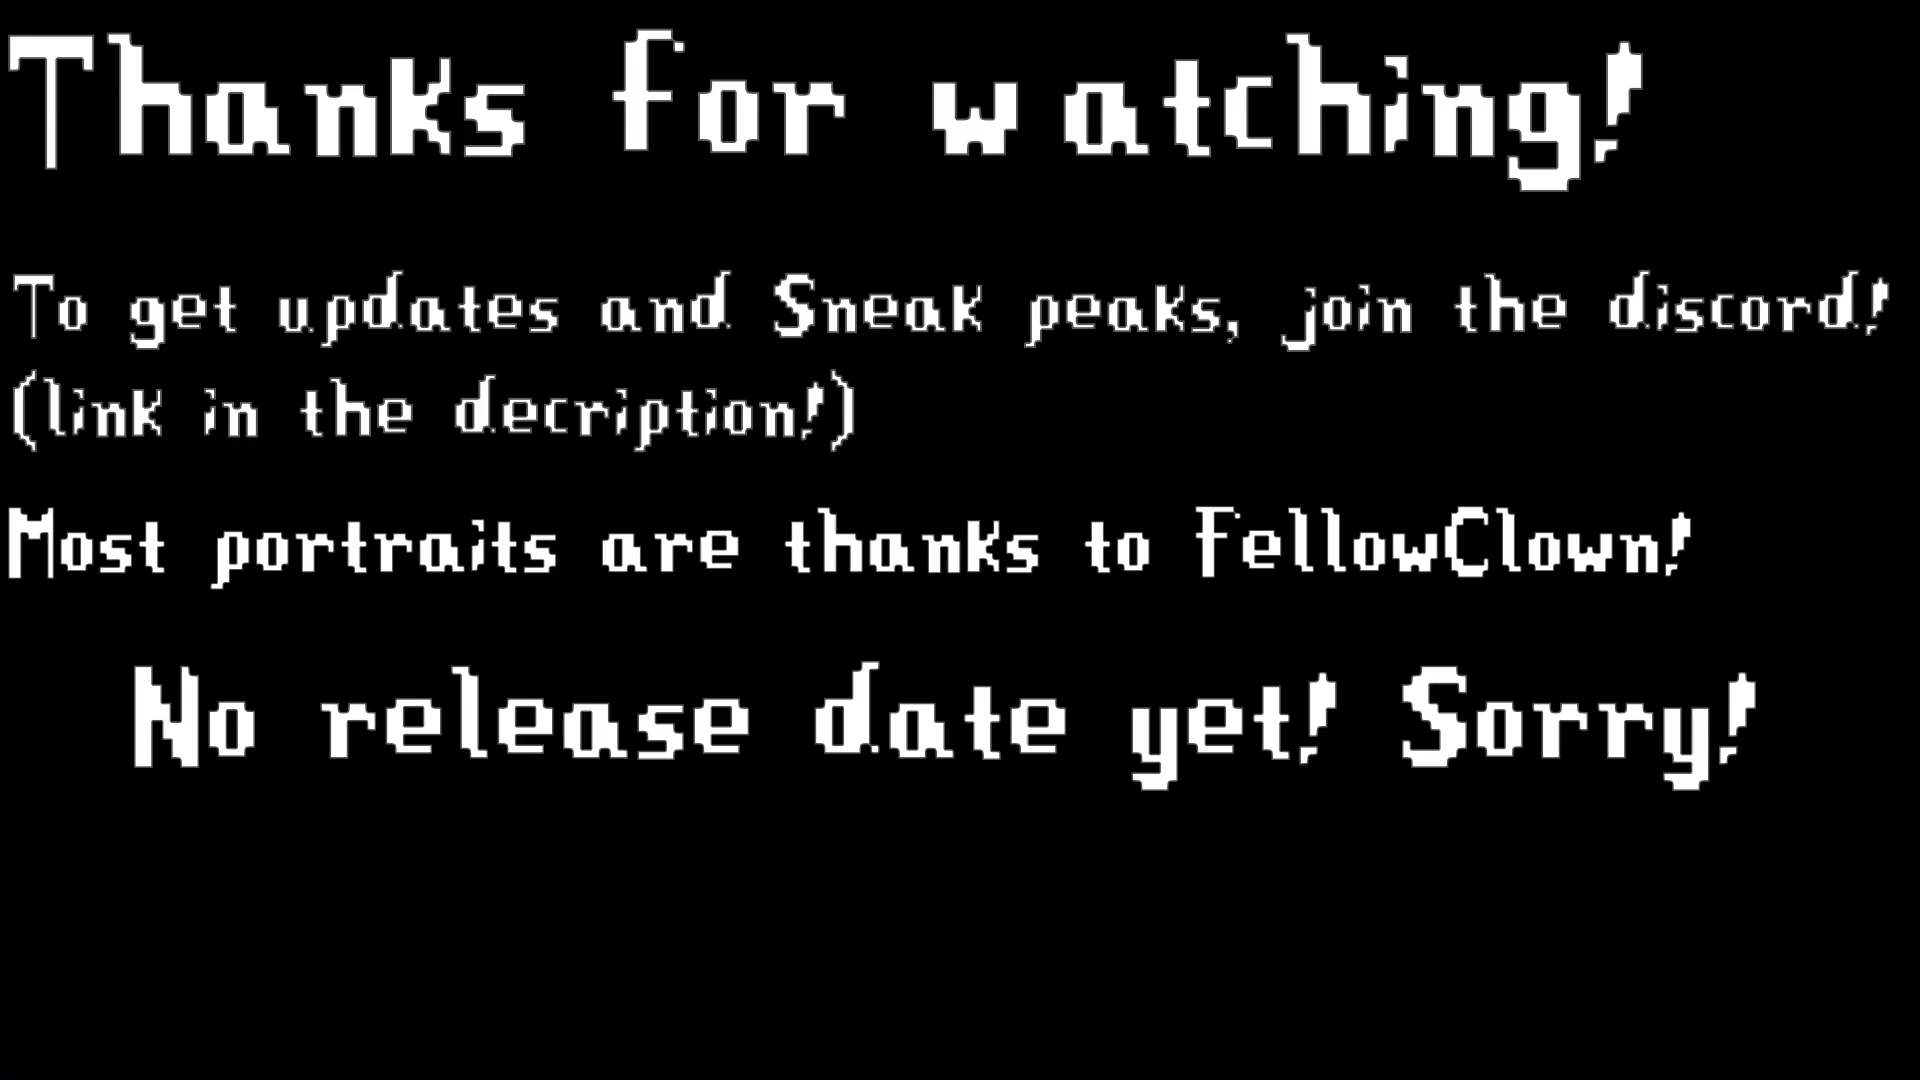 Thanks for watching!
To get updates and Sneak peaks, join the discord!
(link in the decription!)
Most portraits are thanks to FellowClown!
No release date yet! Sorry!